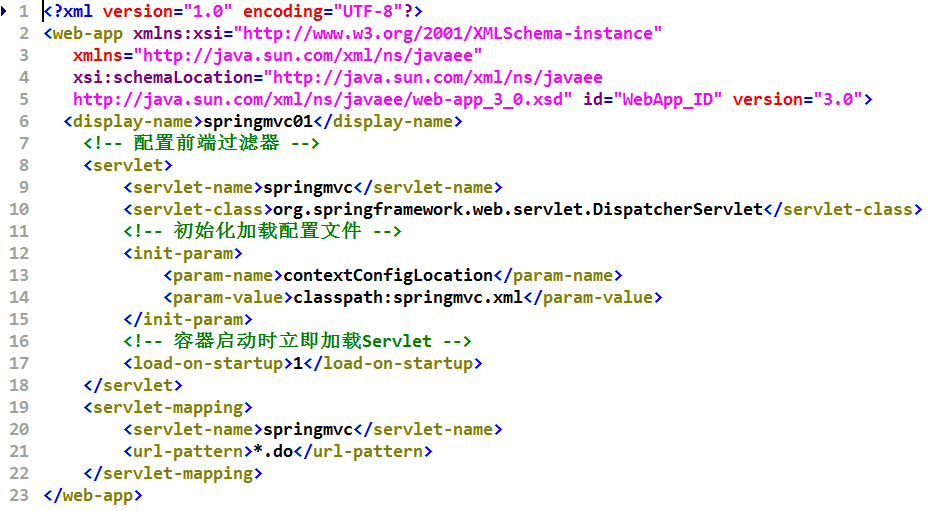 1 <?xml version="1.0" encoding="UTF-8"?>
2 <web-app xmlns:xsi="http://www.w3.org/2001/XMLSchema-instance"
3 xmlns="http://java.sun.com/xml/ns/javaee"
4 xsi:schemaLocation="http://java.sun.com/xml/ns/javaee
5 http://java.sun.com/xml/ns/javaee/web-app_3_0.xsd" id="WebApp_ID" version="3.0">
6 <display-name>springmvc01</display-name>
7 <!-- 配置前端过滤器 -->
8 <servlet>
9 <servlet-name>springmvc</servlet-name>
10 <servlet-class>org.springframework.web.servlet.DispatcherServlet</servlet-class>
11 <!-- 初始化加载配置文件 -->
12 <init-param>
13 <param-name>contextConfigLocation</param-name>
14 <param-value>classpath:springmvc.xml</param-value>
15 </init-param>
16 <!-- 容器启动时立即加载Servlet -->
17 <load-on-startup>1</load-on-startup>
18 </servlet>
19 <servlet-mapping>
20 <servlet-name>springmvc</servlet-name>
21 <url-pattern>*.do</url-pattern>
22 </servlet-mapping>
23 </web-app>